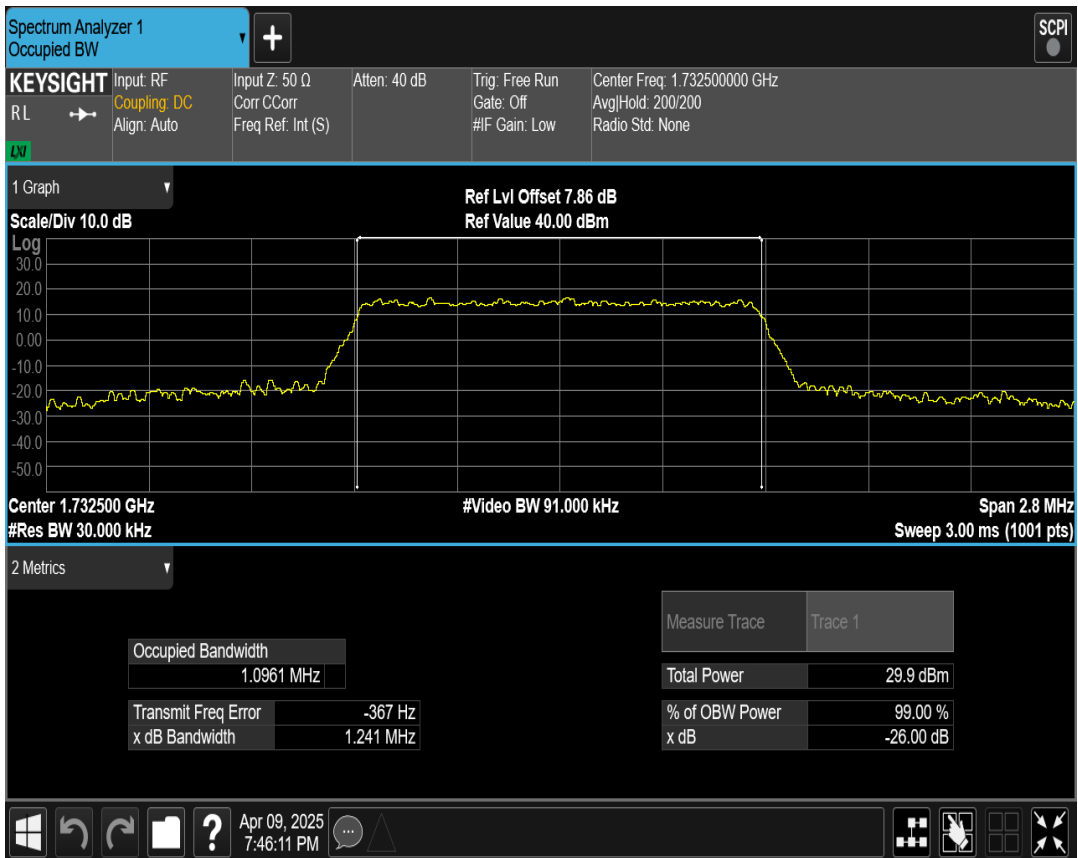 Spectrum Analyzer 1
Occupied BW
+
SCPI
KEYSIGHT
RL
LXI
Input: RF
Coupling: DC
Align: Auto
Input Z: 50 Ω
Corr CCorr
Freq Ref: Int (S)
Atten: 40 dB
Trig: Free Run
Gate: Off
#IF Gain: Low
Center Freq: 1.732500000 GHz
Avg|Hold: 200/200
Radio Std: None
1 Graph
Ref Lvl Offset 7.86 dB
Scale/Div 10.0 dB
Ref Value 40.00 dBm
Log
30.0
20.0
10.0
0.00
-10.0
-20.0
-30.0
-40.0
-50.0
Center 1.732500 GHz
#Video BW 91.000 kHz
Span 2.8 MHz
#Res BW 30.000 kHz
Sweep 3.00 ms (1001 pts)
2 Metrics
Measure Trace Trace 1
Occupied Bandwidth
1.0961 MHz
Total Power 29.9 dBm
Transmit Freq Error -367 Hz
% of OBW Power 99.00 %
x dB Bandwidth 1.241 MHz
x dB -26.00 dB
?
Apr 09, 2025
7:46:11 PM